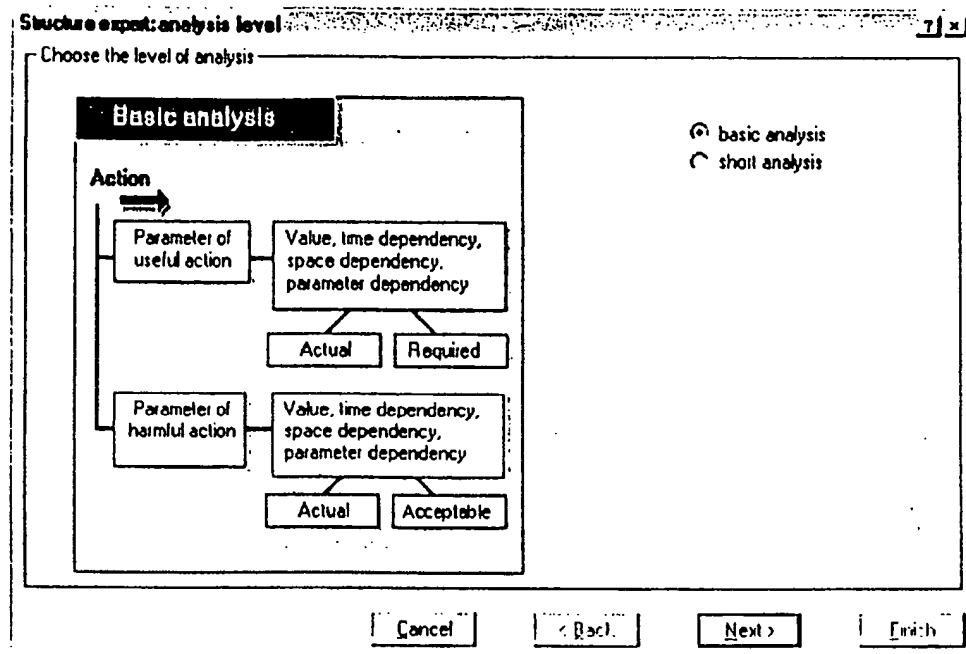 Structure expert: analysis level
? ×
Choose the level of analysis
Basic analysis
basic analysis
short analysis
Action
Parameter of
useful action
Value, time dependency,
space dependency,
parameter dependency
Actual
Required
Parameter of
harmful action
Value, time dependency,
space dependency,
parameter dependency
Actual
Acceptable
Cancel
< Back
Next >
Finish